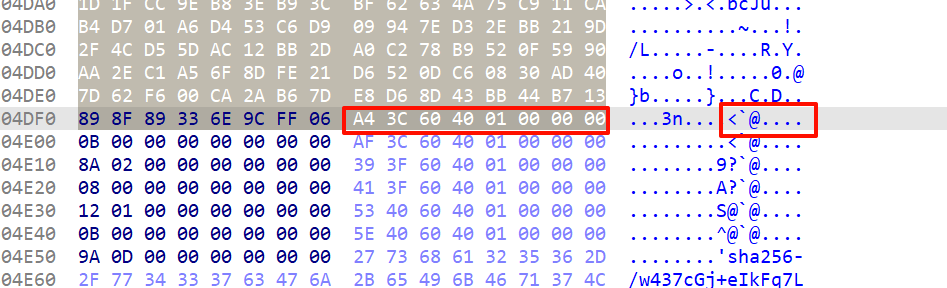 04DA0 1D 1F CC 9E B8 3E B9 3C BF 62 63 4A 75 C9 11 CA .....>.<.bcJu...
04DB0 B4 D7 01 A6 D4 53 C6 D9 09 94 7E D3 2E BB 21 9D ..........~...!.
04DC0 2F 4C D5 5D AC 12 BB 2D A0 C2 78 B9 52 0F 59 90 /L.....-....R.Y.
04DD0 AA 2E C1 A5 6F 8D FE 21 D6 52 0D C6 08 30 AD 40 ....o..!.....0.@
04DE0 7D 62 F6 00 CA 2A B6 7D E8 D6 8D 43 BB 44 B7 13 }b.....}...C.D..
04DF0 89 8F 89 33 6E 9C FF 06 A4 3C 60 40 01 00 00 00 ...3n... <`@....
04E00 0B 00 00 00 00 00 00 00 AF 3C 60 40 01 00 00 00 .........<`@....
04E10 8A 02 00 00 00 00 00 00 39 3F 60 40 01 00 00 00 ........9?`@....
04E20 08 00 00 00 00 00 00 00 41 3F 60 40 01 00 00 00 ........A?`@....
04E30 12 01 00 00 00 00 00 00 53 40 60 40 01 00 00 00 ........S@`@....
04E40 0B 00 00 00 00 00 00 00 5E 40 60 40 01 00 00 00 ........^@`@....
04E50 9A 0D 00 00 00 00 00 00 27 73 68 61 32 35 36 2D ........'sha256-
04E60 2F 77 34 33 37 63 47 6A 2B 65 49 6B 46 71 37 4C /w437cGj+eIkFq7L